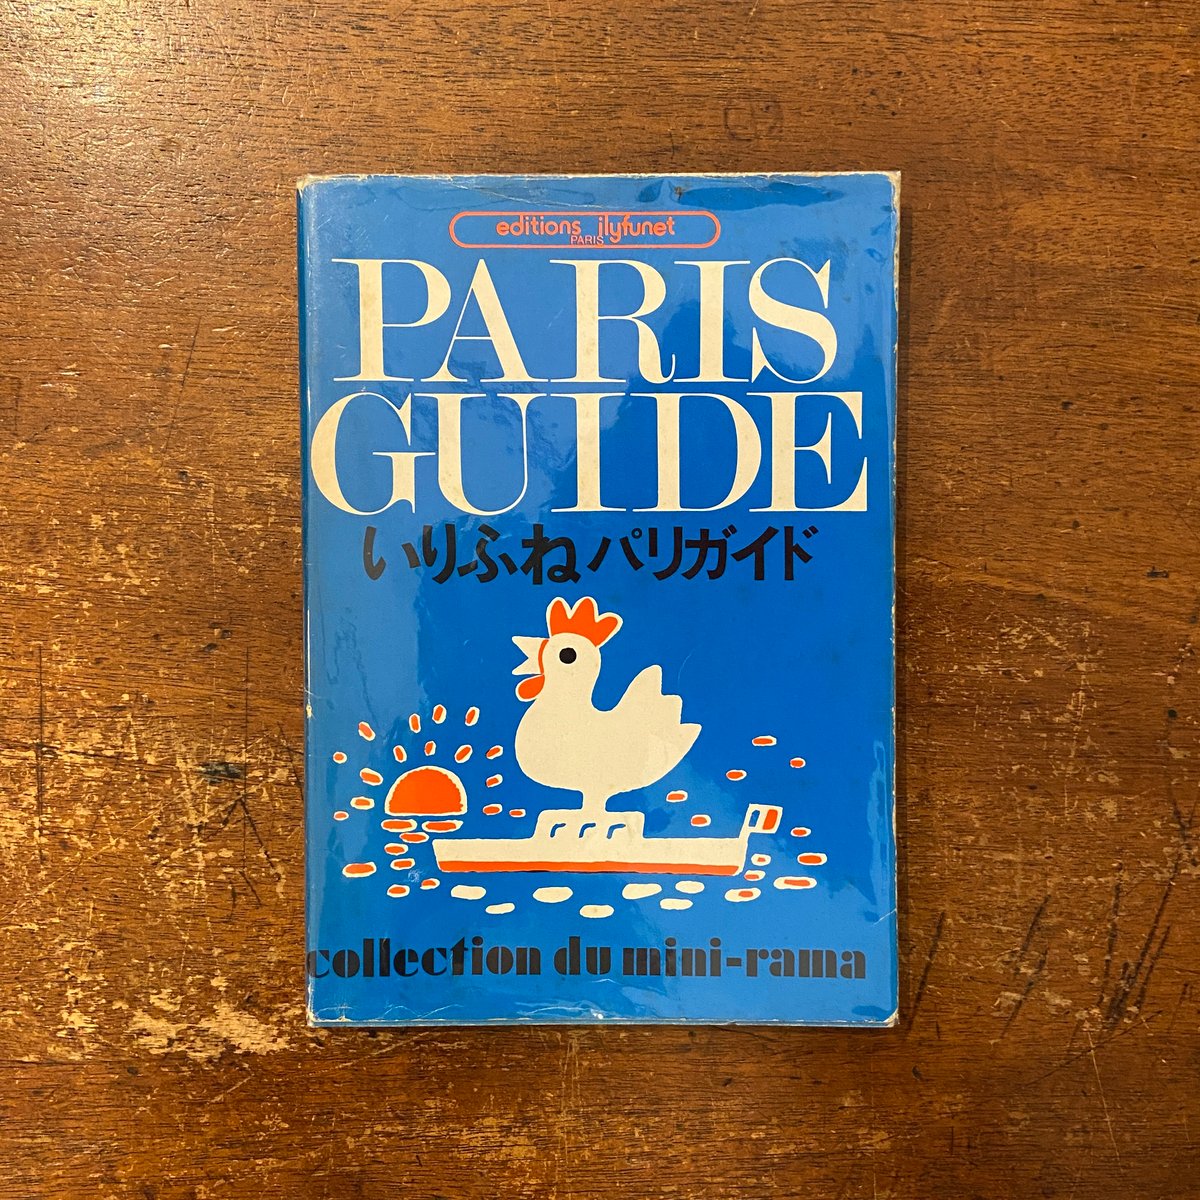 editions ilyfunet
PARIS
PARIS
GUIDE
いりふねパリガイド
collection du mini-rama